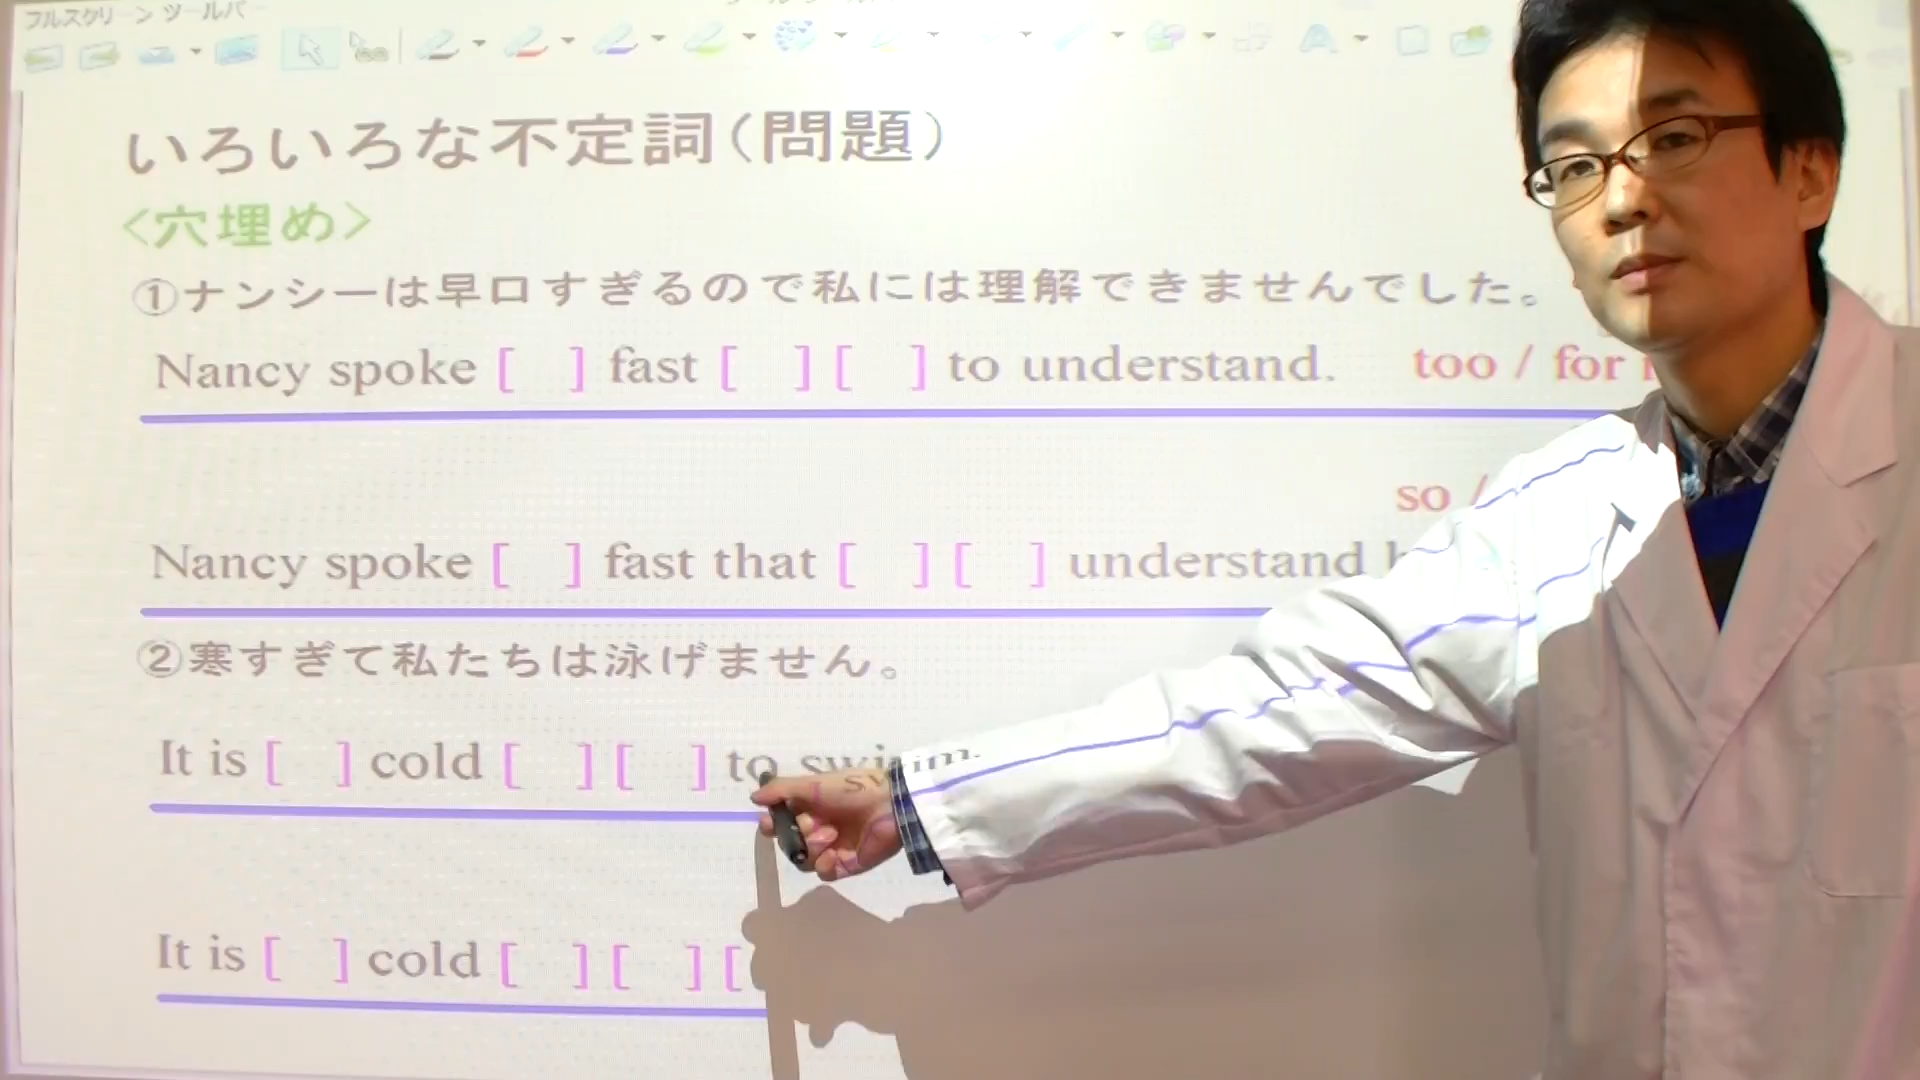 フルスクリーン ツールバー
いろいろな不定詞(問題)
<穴埋め>
①ナンシーは早口すぎるので私には理解できませんでした。
Nancy spoke [ ] fast [ ] [ ] to understand. too / for
so /
Nancy spoke [ ] fast that [ ] [ ] understand
②寒すぎて私たちは泳げません。
It is [ ] cold [ ] [ ] to swim.
It is [ ] cold [ ] [ ] [